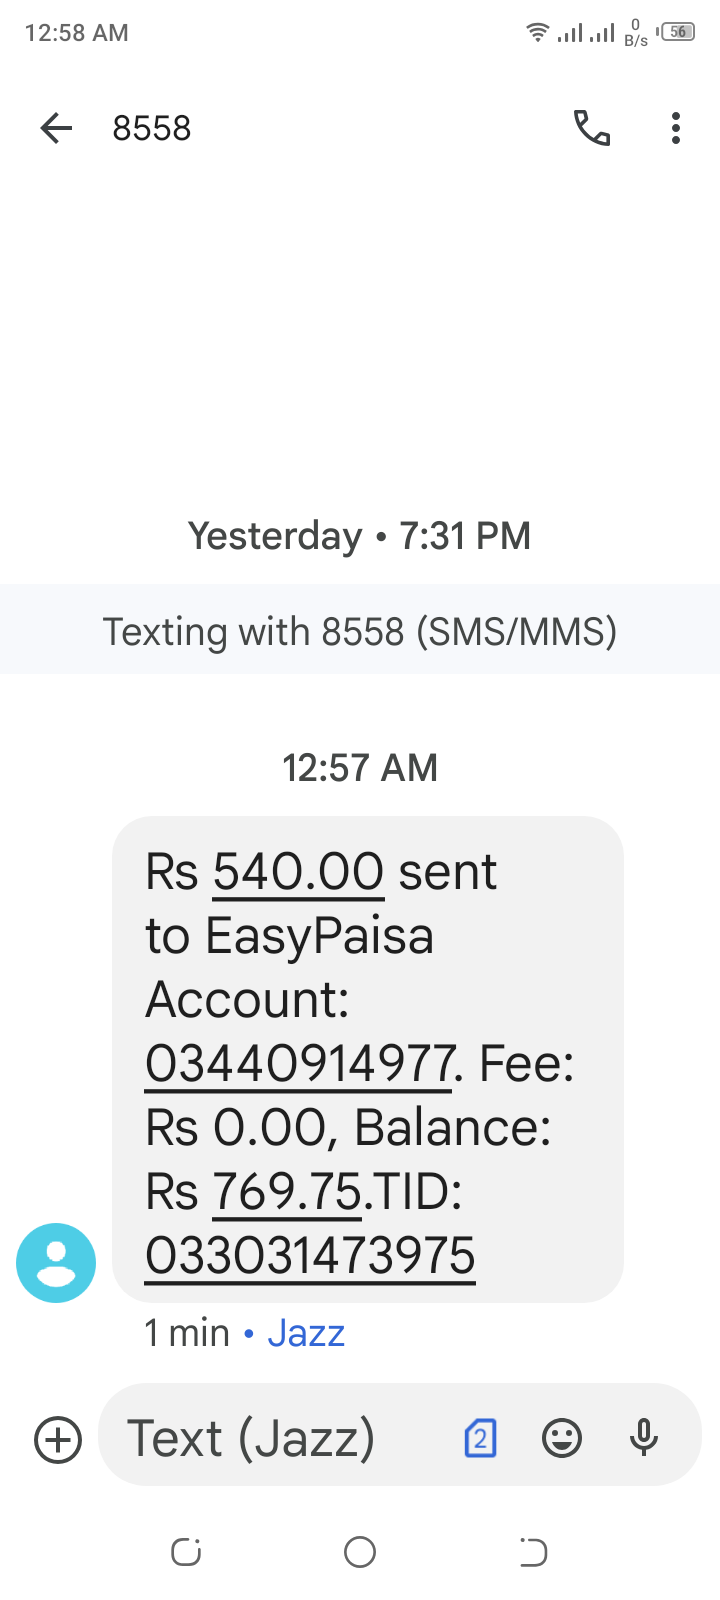 12:58 AM
0
B/s
56
8558
Yesterday • 7:31 PM
Texting with 8558 (SMS/MMS)
12:57 AM
Rs 540.00 sent
to EasyPaisa
Account:
03440914977. Fee:
Rs 0.00, Balance:
Rs 769.75.TID:
033031473975
1 min • Jazz
Text (Jazz)
2